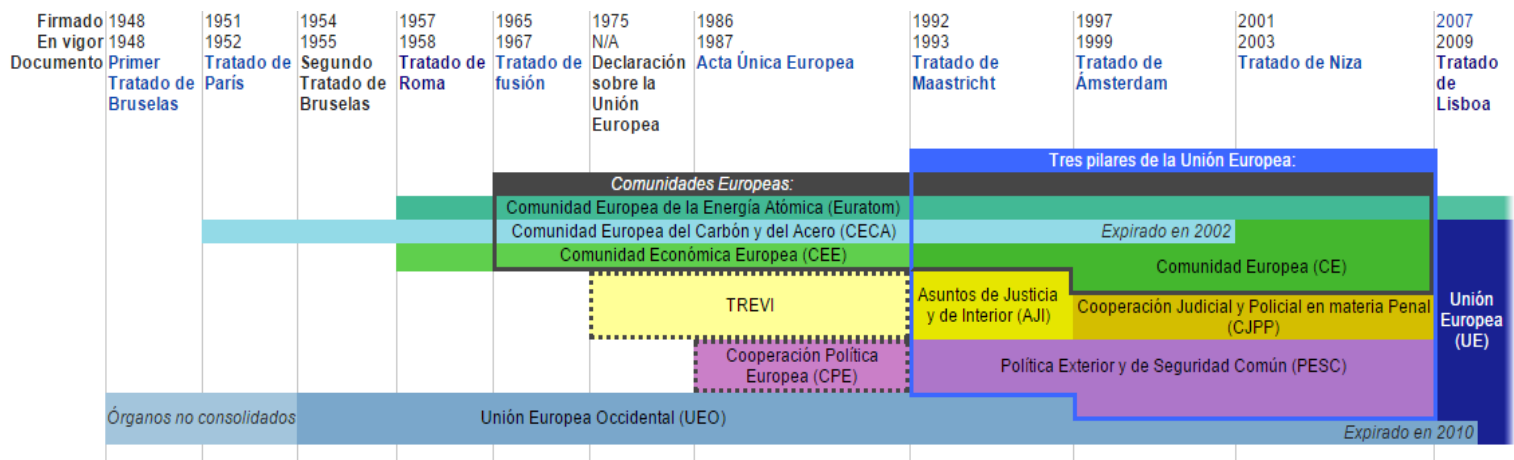 Firmado 1948 1951 1954 1957 1965 1975 1986 1992 1997 2001 2007
En vigor 1948 1952 1955 1958 1967 N/A 1987 1993 1999 2003 2009
Documento Primer Tratado de Segundo Tratado de Tratado de Declaración Acta Única Europea Tratado de Tratado de Tratado de Niza Tratado
Tratado de París Tratado de Roma fusión sobre la Maastricht Ámsterdam de
Bruselas Bruselas Unión Lisboa
Europea
Tres pilares de la Unión Europea:
Comunidades Europeas:
Comunidad Europea de la Energía Atómica (Euratom)
Comunidad Europea del Carbón y del Acero (CECA) Expirado en 2002
Comunidad Económica Europea (CEE)
Comunidad Europea (CE)
TREVI
Asuntos de Justicia
y de Interior (AJI)
Cooperación Judicial y Policial en materia Penal
(CJPP)
Unión
Europea
(UE)
Cooperación Política
Europea (CPE)
Política Exterior y de Seguridad Común (PESC)
Órganos no consolidados
Unión Europea Occidental (UEO)
Expirado en 2010